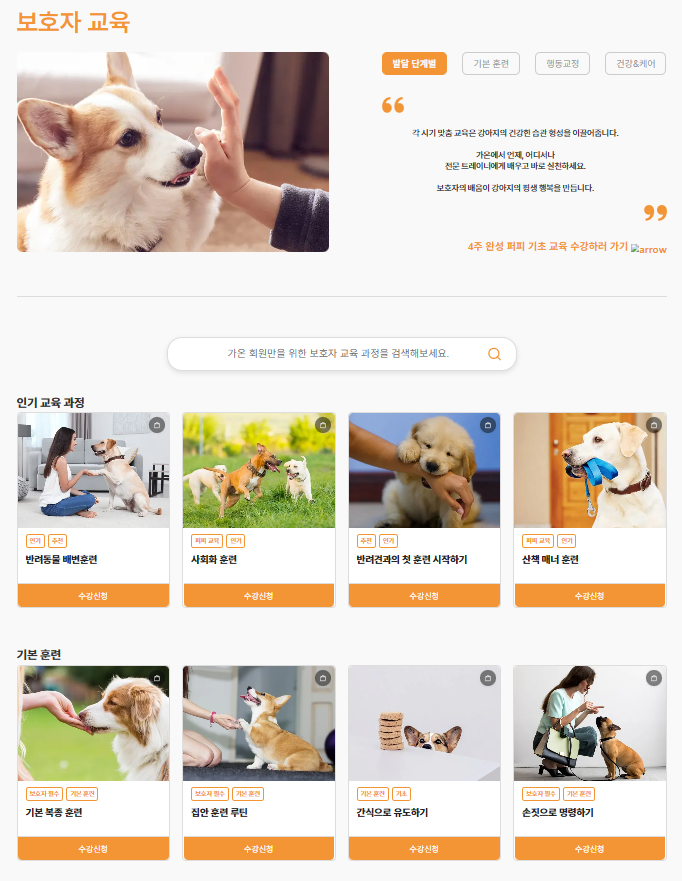 보호자 교육
발달 단계별
기본 훈련
행동교정
건강&케어
각 시기 맞춤 교육은 강아지의 건강한 습관 형성을 이끌어줍니다.
가온에서 언제, 어디서나
전문 트레이너에게 배우고 바로 실천하세요.
보호자의 배움이 강아지의 평생 행복을 만듭니다.
4주 완성 퍼피 기초 교육 수강하러 가기 arrow
가온 회원만을 위한 보호자 교육 과정을 검색해보세요.
인기 교육 과정
인기 추천
반려동물 배변훈련
수강신청
퍼피 교육 인기
사회화 훈련
수강신청
추천 인기
반려견과의 첫 훈련 시작하기
수강신청
퍼피 교육 인기
산책 매너 훈련
수강신청
기본 훈련
보호자 필수 기본 훈련
기본 복종 훈련
수강신청
보호자 필수 기본 훈련
집안 훈련 루틴
수강신청
기본 훈련 기초
간식으로 유도하기
수강신청
보호자 필수 기본 훈련
손짓으로 명령하기
수강신청